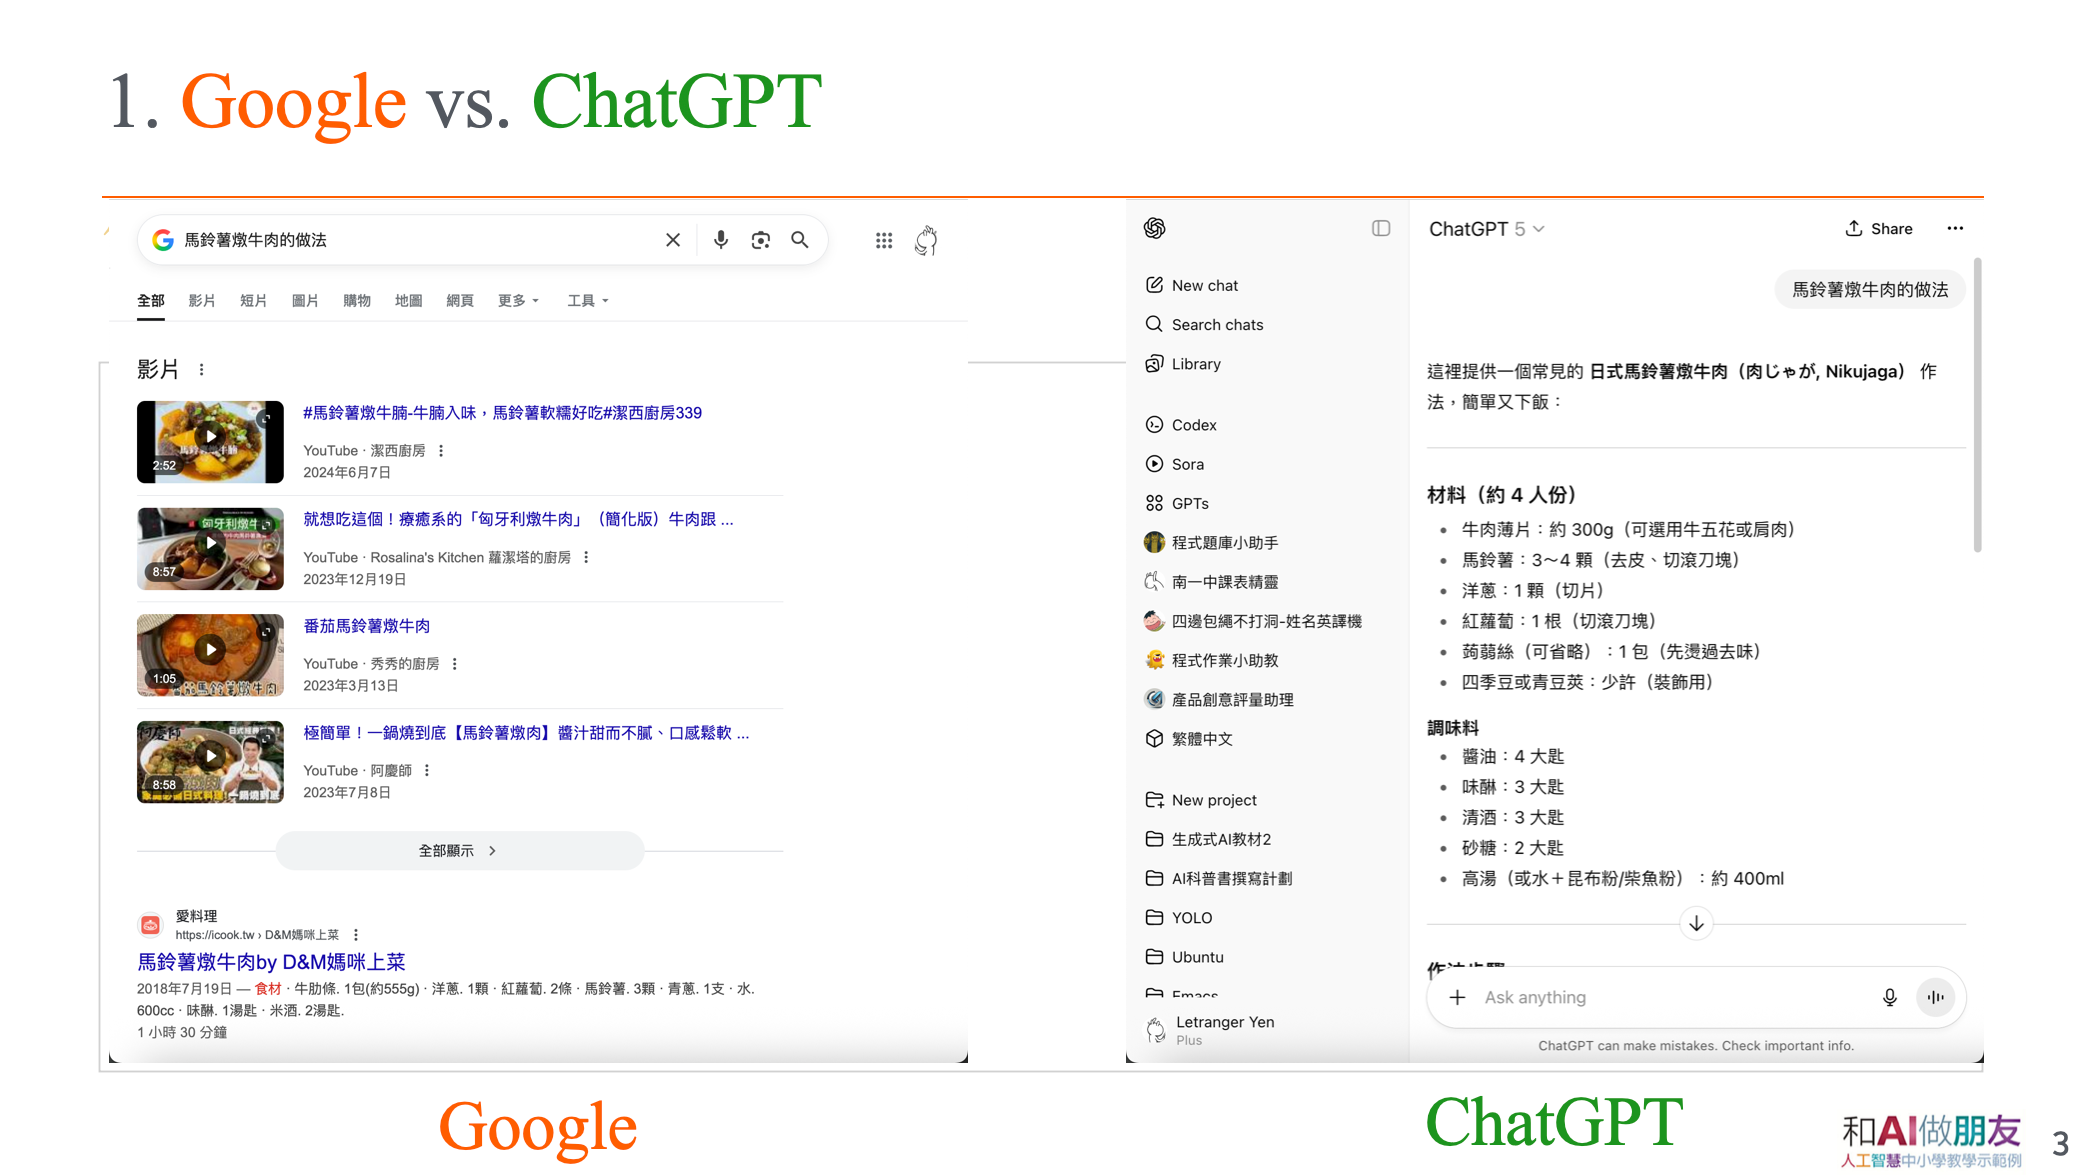 1. Google vs. ChatGPT
馬鈴薯燉牛肉的做法
全部 影片 短片 圖片 購物 地圖 網頁 更多 工具
影片
#馬鈴薯燉牛腩-牛腩入味，馬鈴薯軟糯好吃#潔西廚房339
YouTube · 潔西廚房
2024年6月7日
2:52
就想吃這個！療癒系的「匈牙利燉牛肉」（簡化版）牛肉跟 ...
YouTube · Rosalina's Kitchen 蘿潔塔的廚房
2023年12月19日
匈牙利燉牛
8:57
番茄馬鈴薯燉牛肉
YouTube · 秀秀的廚房
2023年3月13日
1:05
極簡單！一鍋燒到底【馬鈴薯燉肉】醬汁甜而不膩、口感鬆軟 ...
YouTube · 阿慶師
2023年7月8日
8:58
全部顯示
愛料理
https://icook.tw › D&M媽咪上菜
馬鈴薯燉牛肉by D&M媽咪上菜
2018年7月19日 — 食材 · 牛肋條. 1包(約555g) · 洋蔥. 1顆 · 紅蘿蔔. 2條 · 馬鈴薯. 3顆 · 青蔥. 1支 · 水.
600cc · 味醂. 1湯匙 · 米酒. 2湯匙.
1 小時 30 分鐘
Google
New chat
Search chats
Library
Codex
Sora
GPTs
程式題庫小助手
南一中課表精靈
四邊包繩不打洞-姓名英譯機
程式作業小助教
產品創意評量助理
繁體中文
New project
生成式AI教材2
AI科普書撰寫計劃
YOLO
Ubuntu
Emacs
Letranger Yen
Plus
ChatGPT 5
Share
馬鈴薯燉牛肉的做法
這裡提供一個常見的 日式馬鈴薯燉牛肉（肉じゃが, Nikujaga） 作
法，簡單又下飯：
材料（約 4 人份）
• 牛肉薄片：約 300g（可選用牛五花或肩肉）
• 馬鈴薯：3～4 顆（去皮、切滾刀塊）
• 洋蔥：1 顆（切片）
• 紅蘿蔔：1 根（切滾刀塊）
• 蒟蒻絲（可省略）：1 包（先燙過去味）
• 四季豆或青豆莢：少許（裝飾用）
調味料
• 醬油：4 大匙
• 味醂：3 大匙
• 清酒：3 大匙
• 砂糖：2 大匙
• 高湯（或水＋昆布粉/柴魚粉）：約 400ml
作法步驟
Ask anything
ChatGPT can make mistakes. Check important info.
ChatGPT
和AI做朋友
人工智慧中小學教學示範例
3